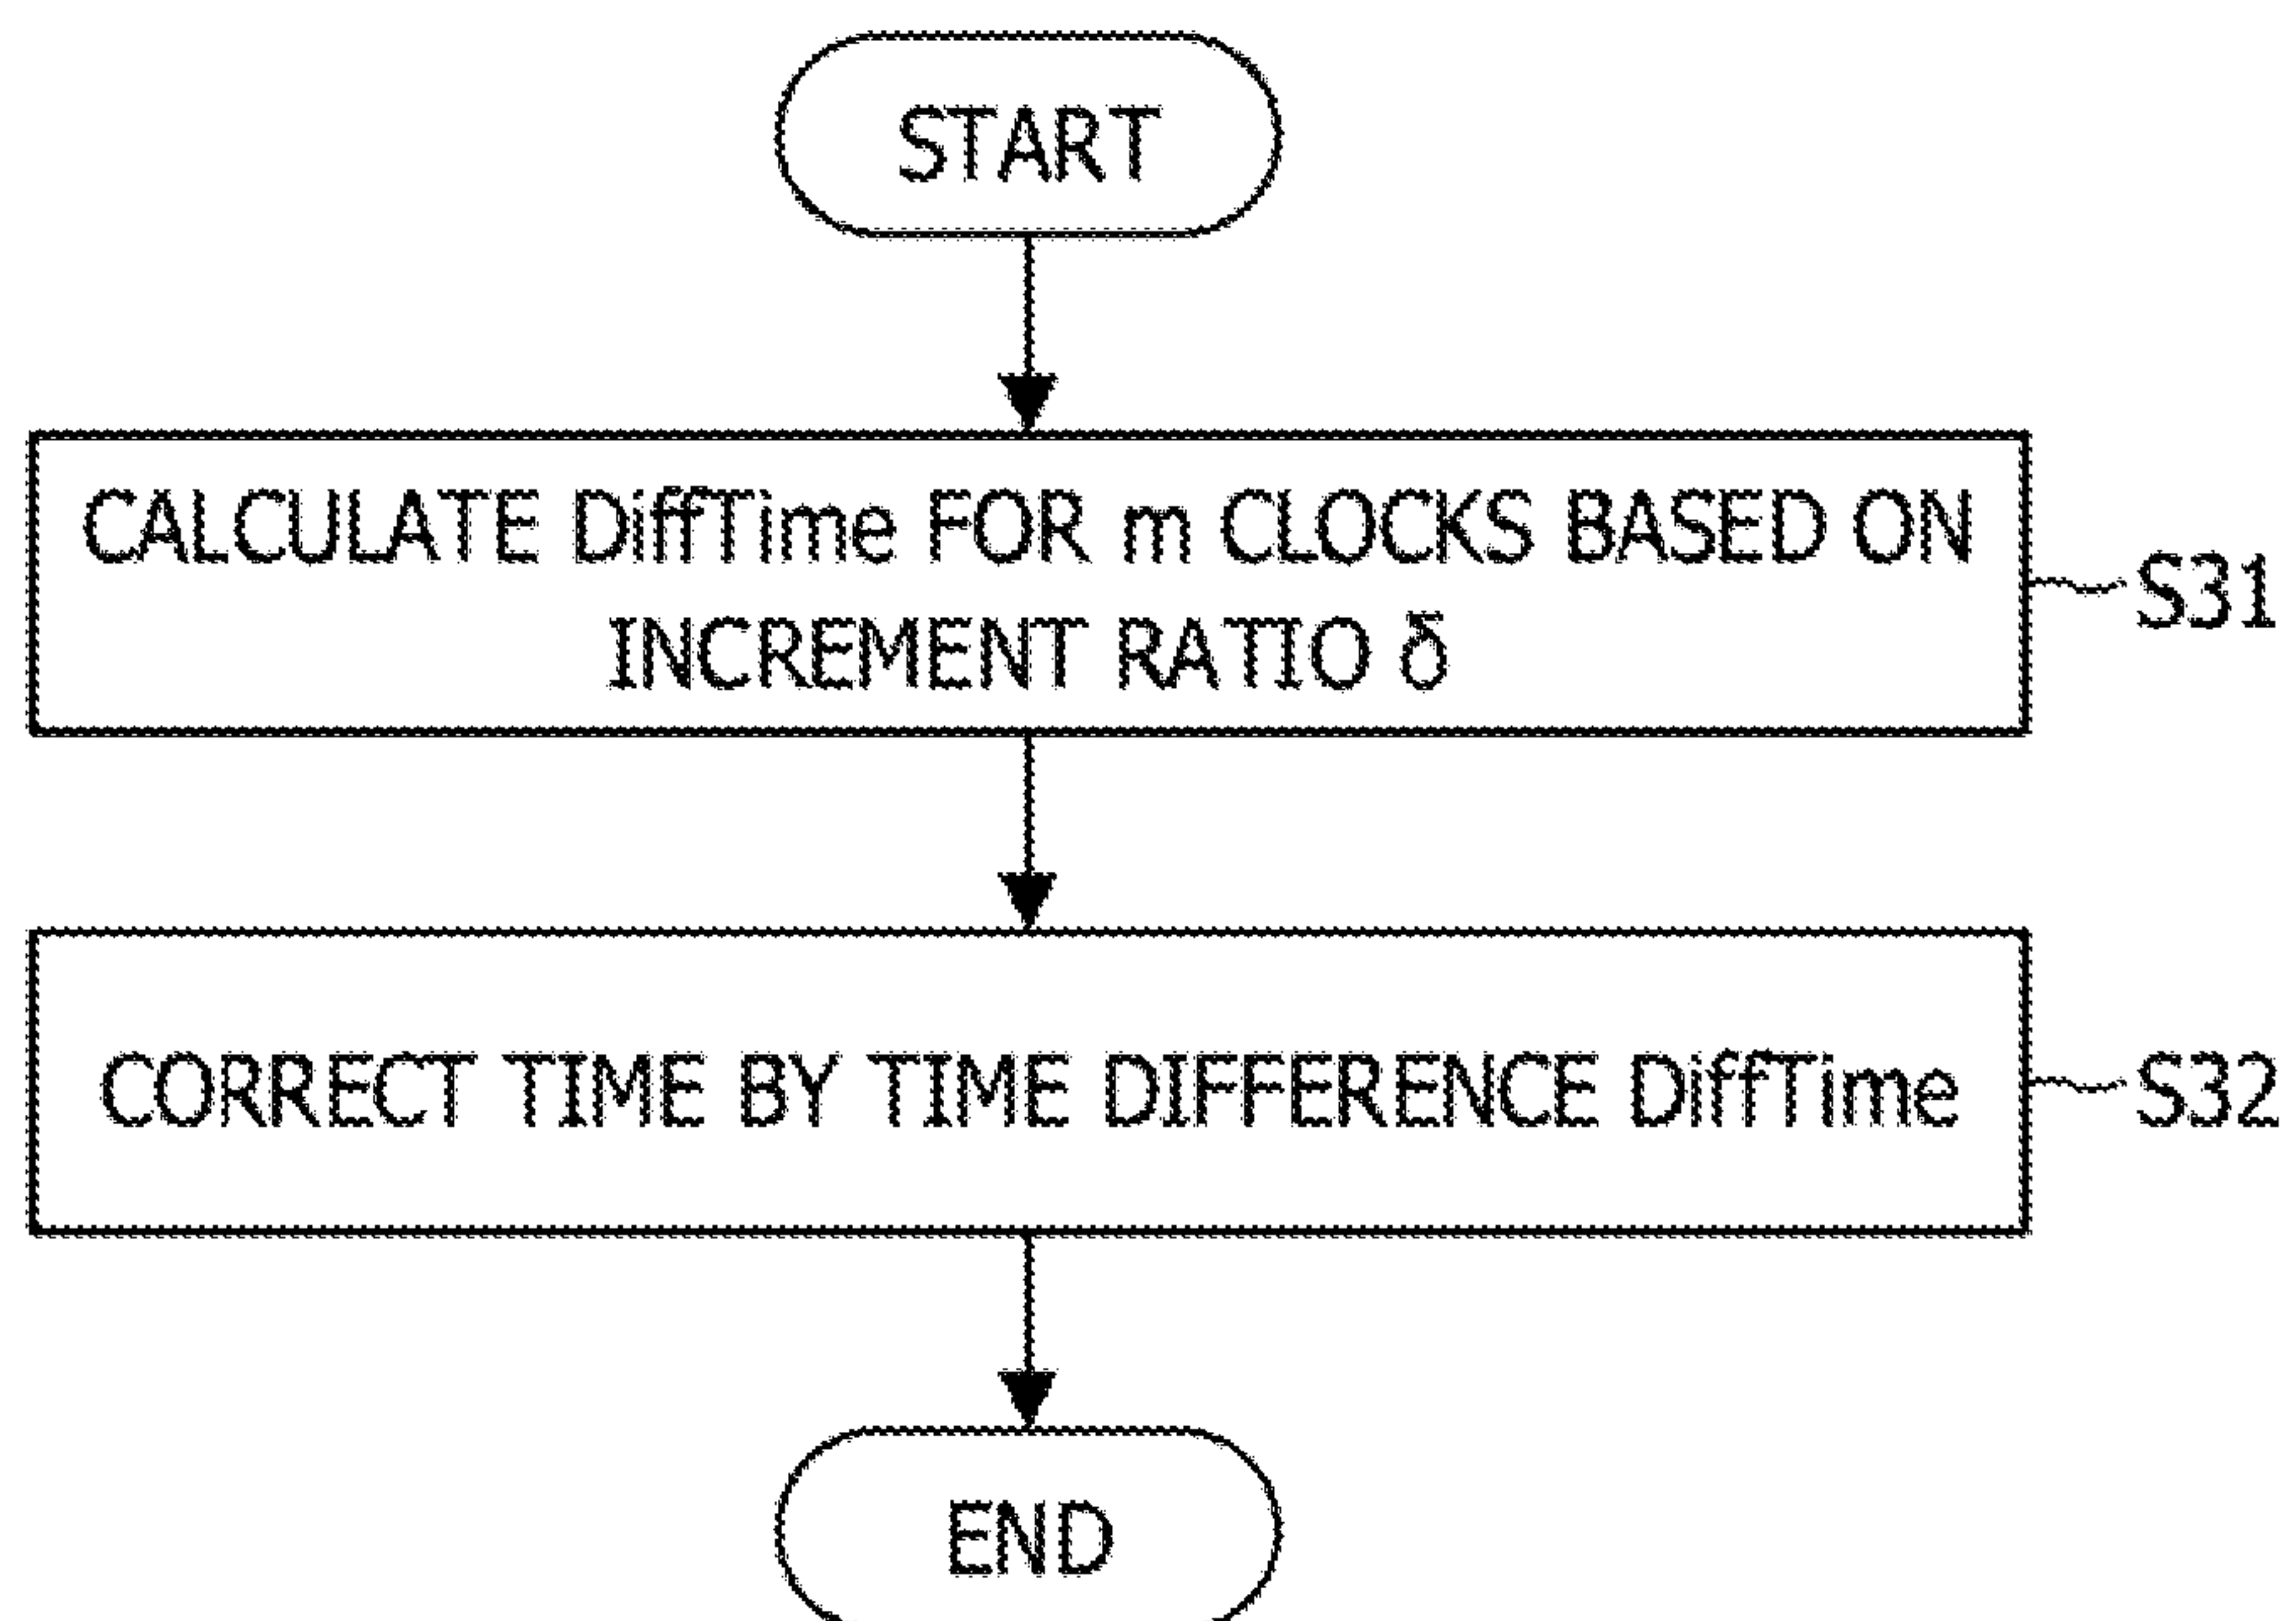 START
CALCULATE DiffTime FOR m CLOCKS BASED ON
INCREMENT RATIO δ
S31
CORRECT TIME BY TIME DIFFERENCE DiffTime
S32
END